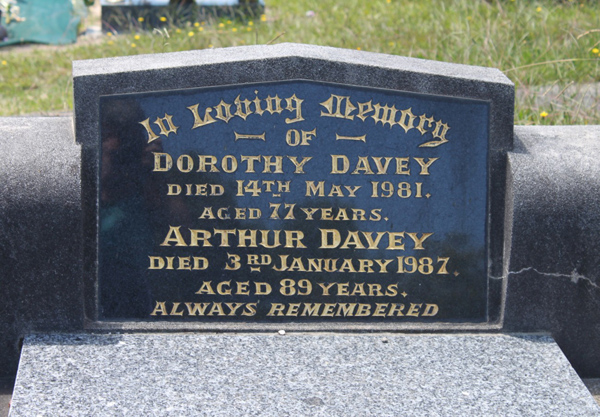 In Loving Memory
— OF —
DOROTHY DAVEY
DIED 14TH MAY 1981.
AGED 77 YEARS.
ARTHUR DAVEY
DIED 3RD JANUARY 1987.
AGED 89 YEARS.
ALWAYS REMEMBERED